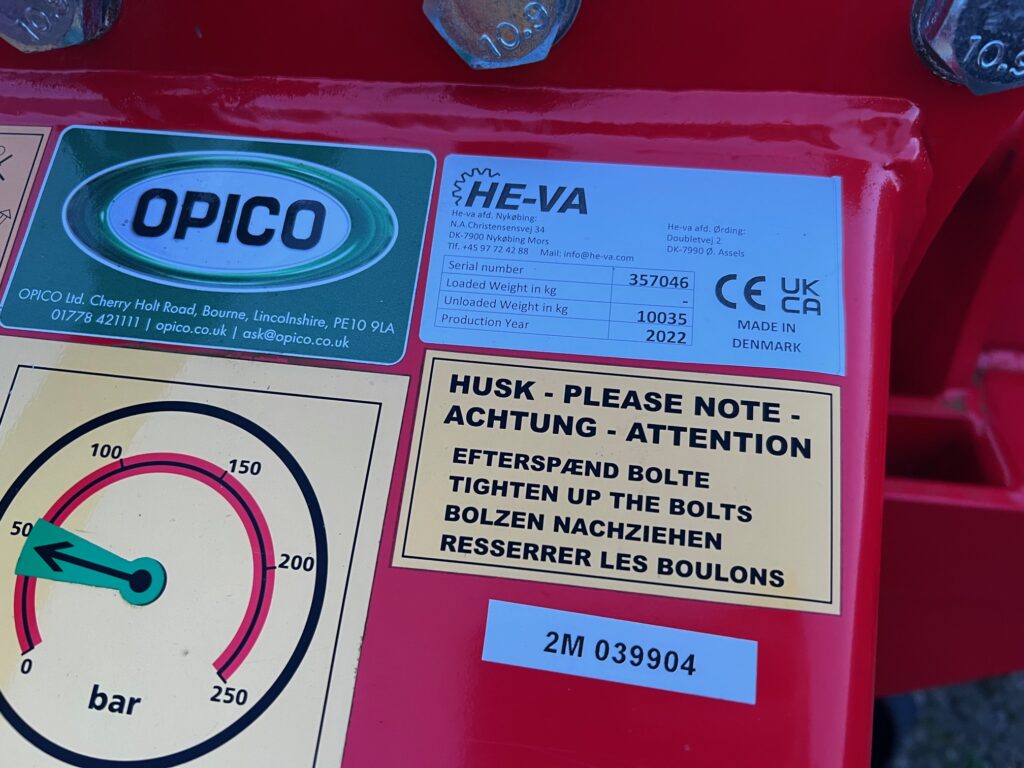 10.9
10.9
10.9
OPICO
OPICO Ltd. Cherry Holt Road, Bourne, Lincolnshire, PE10 9LA
01778 421111 | opico.co.uk | ask@opico.co.uk
HE-VA
He-va afd. Nykøbing:
N.A.Christensensvej 34
DK-7900 Nykøbing Mors
Tlf. +45 97 72 42 88 Mail: info@he-va.com
He-va afd. Ørding:
Doubletvej 2
DK-7990 Ø. Assels
Serial number 357046
Loaded Weight in kg -
Unloaded Weight in kg 10035
Production Year 2022
CE UK
CA
MADE IN
DENMARK
HUSK - PLEASE NOTE -
ACHTUNG - ATTENTION
EFTERSPÆND BOLTE
TIGHTEN UP THE BOLTS
BOLZEN NACHZIEHEN
RESSERRER LES BOULONS
100
150
50
200
0
250
bar
2M 039904